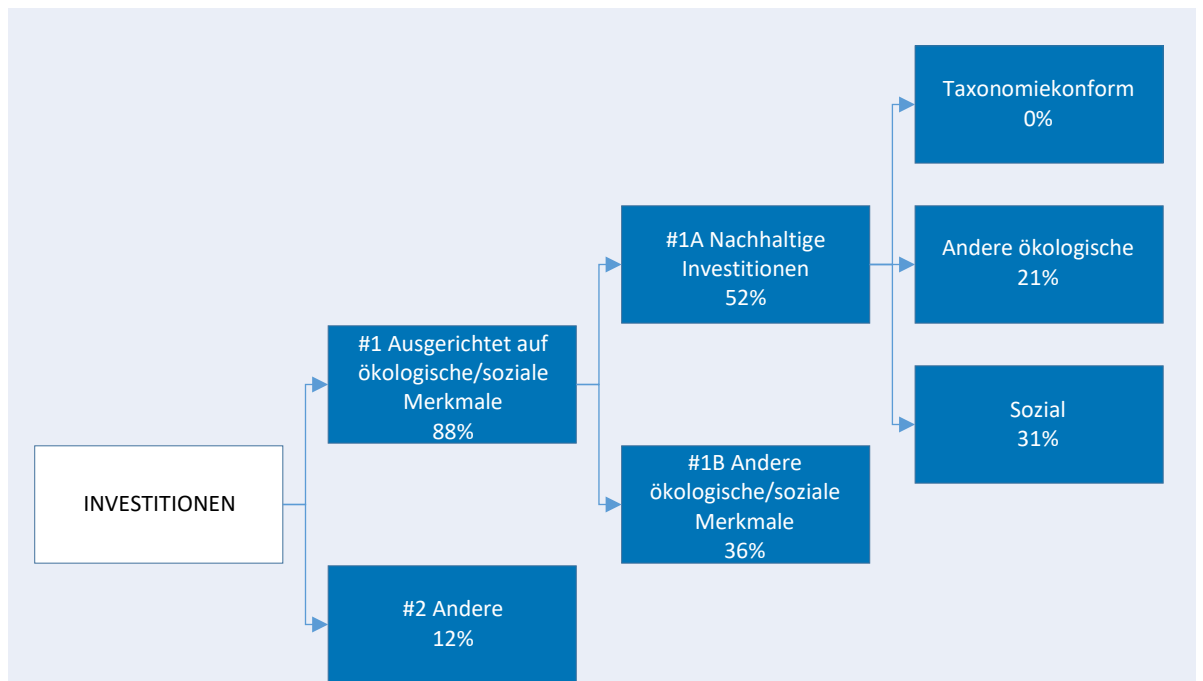 INVESTITIONEN
#1 Ausgerichtet auf
ökologische/soziale
Merkmale
88%
#2 Andere
12%
#1A Nachhaltige
Investitionen
52%
#1B Andere
ökologische/soziale
Merkmale
36%
Taxonomiekonform
0%
Andere ökologische
21%
Sozial
31%